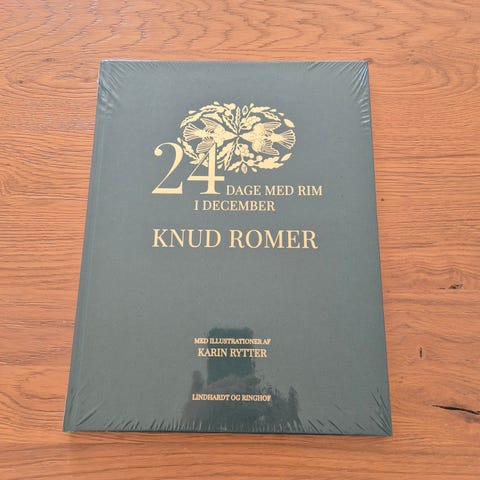 24 DAGE MED RIM
I DECEMBER
KNUD ROMER
MED ILLUSTRATIONER AF
KARIN RYTTER
LINDHARDT OG RINGHOF